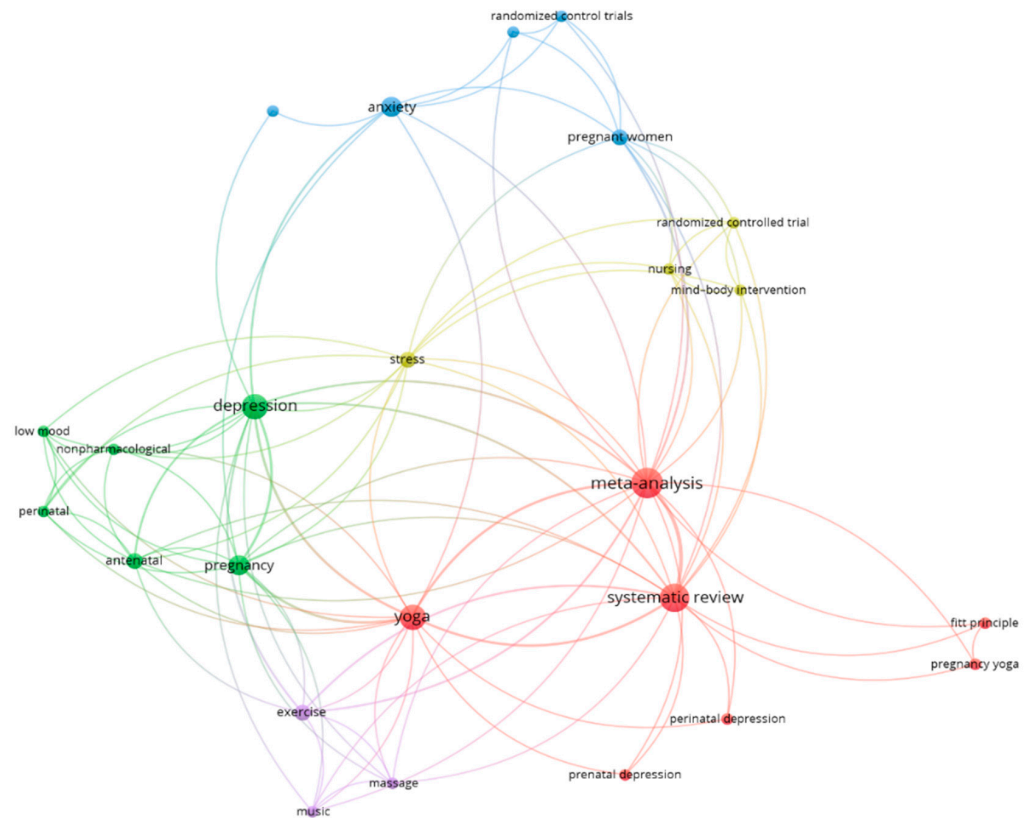 randomized control trials
anxiety
pregnant women
randomized controlled trial
nursing
mind-body intervention
stress
depression
low mood
nonpharmacological
meta-analysis
perinatal
antenatal
pregnancy
systematic review
yoga
fitt principle
pregnancy yoga
exercise
perinatal depression
prenatal depression
massage
music